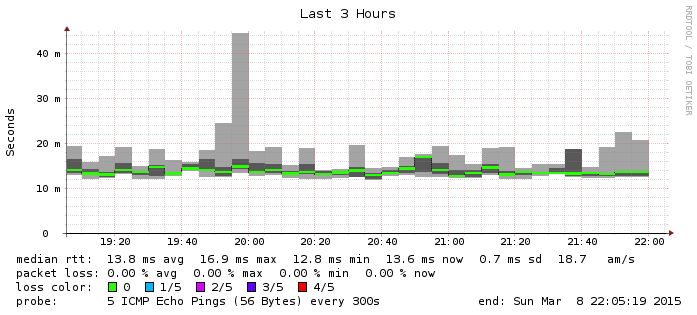 Last 3 Hours
RRDTOOL / TOBI OETIKER
Seconds
40 m
30 m
20 m
10 m
0
19:20 19:40 20:00 20:20 20:40 21:00 21:20 21:40 22:00
median rtt: 13.8 ms avg 16.9 ms max 12.8 ms min 13.6 ms now 0.7 ms sd 18.7 am/s
packet loss: 0.00 % avg 0.00 % max 0.00 % min 0.00 % now
loss color: 0 1/5 2/5 3/5 4/5
probe: 5 ICMP Echo Pings (56 Bytes) every 300s end: Sun Mar 8 22:05:19 2015